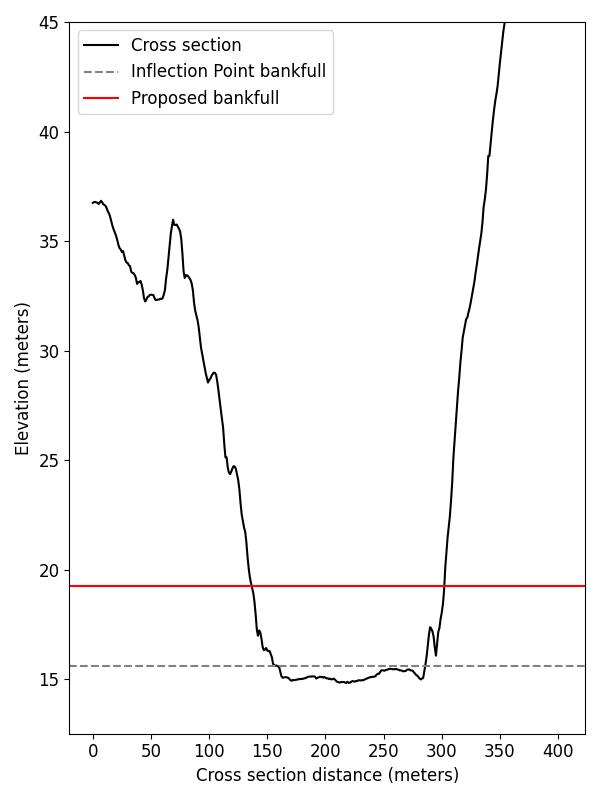 Cross section
Inflection Point bankfull
Proposed bankfull
45
40
35
30
25
20
15
Elevation (meters)
0 50 100 150 200 250 300 350 400
Cross section distance (meters)